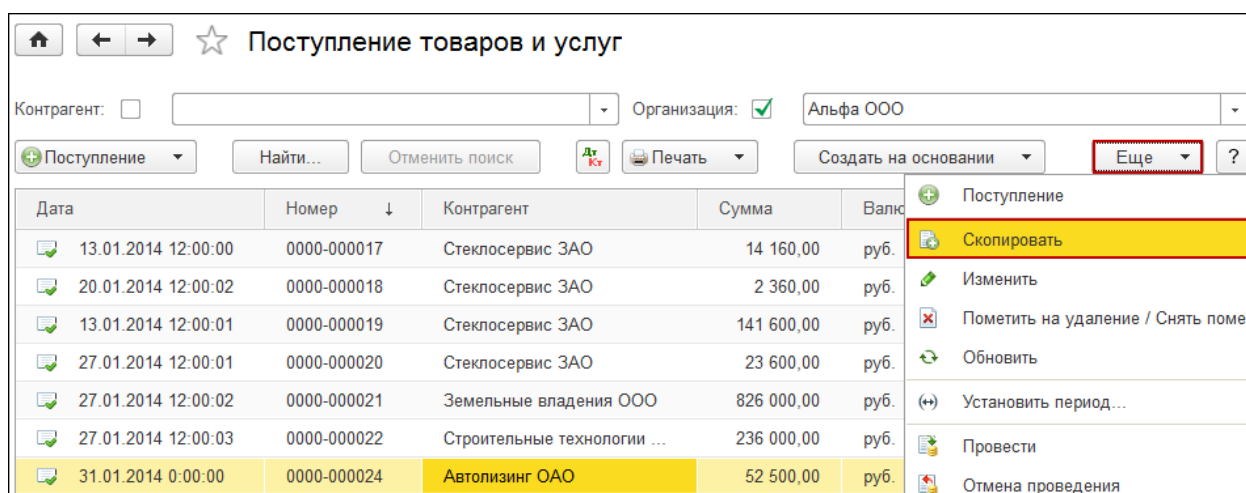 Поступление товаров и услуг
Контрагент: Организация: Альфа ООО
Поступление Найти... Отменить поиск Дт Кт Печать Создать на основании Еще ?
Дата Номер ↓ Контрагент Сумма Валю
13.01.2014 12:00:00 0000-000017 Стеклосервис ЗАО 14 160,00 руб.
20.01.2014 12:00:02 0000-000018 Стеклосервис ЗАО 2 360,00 руб.
13.01.2014 12:00:01 0000-000019 Стеклосервис ЗАО 141 600,00 руб.
27.01.2014 12:00:01 0000-000020 Стеклосервис ЗАО 23 600,00 руб.
27.01.2014 12:00:02 0000-000021 Земельные владения ООО 826 000,00 руб.
27.01.2014 12:00:03 0000-000022 Строительные технологии ... 236 000,00 руб.
31.01.2014 0:00:00 0000-000024 Автолизинг ОАО 52 500,00 руб.
Поступление
Скопировать
Изменить
Пометить на удаление / Снять поме
Обновить
Установить период...
Провести
Отмена проведения